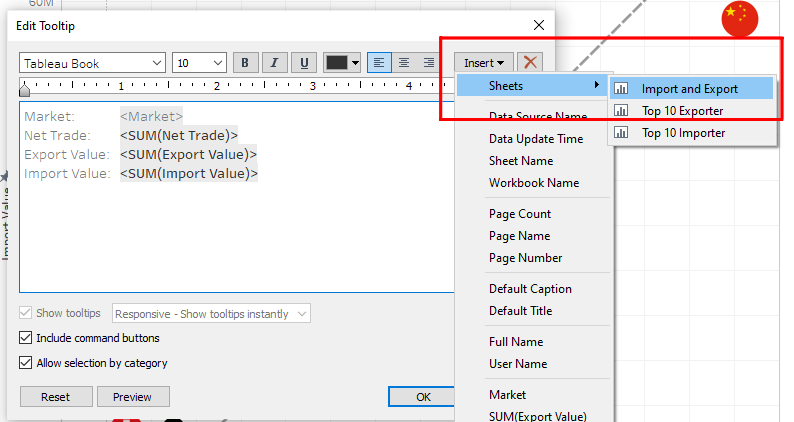 60M
Edit Tooltip
Tableau Book 10 B I U Insert
1 2 3 4
Market: <Market>
Net Trade: <SUM(Net Trade)>
Export Value: <SUM(Export Value)>
Import Value: <SUM(Import Value)>
Import Value
Sheets
Import and Export
Top 10 Exporter
Top 10 Importer
Data Source Name
Data Update Time
Sheet Name
Workbook Name
Page Count
Page Name
Page Number
Default Caption
Default Title
Full Name
User Name
Market
SUM(Export Value)
Show tooltips Responsive - Show tooltips instantly
Include command buttons
Allow selection by category
Reset Preview OK